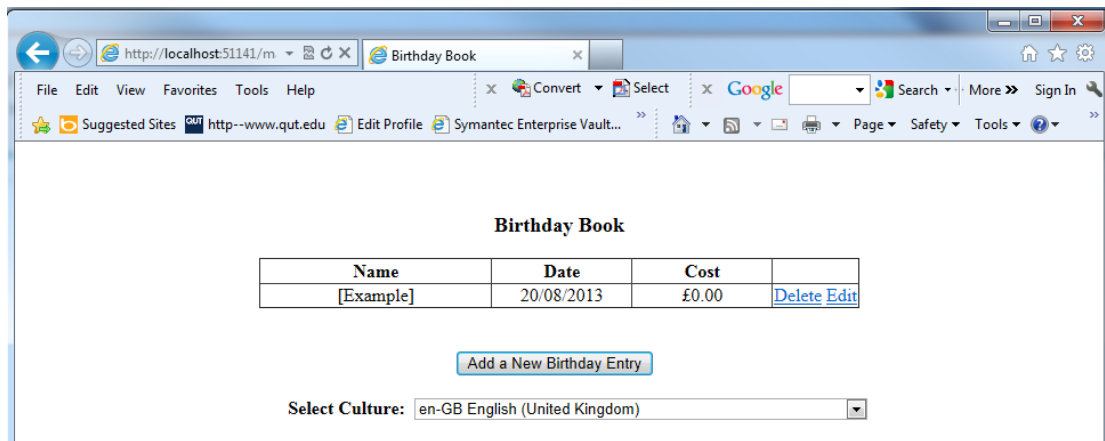 http://localhost:51141/m
Birthday Book
File Edit View Favorites Tools Help
x Convert Select
x Google Search More » Sign In
Suggested Sites QUT http--www.qut.edu Edit Profile Symantec Enterprise Vault... »
Page Safety Tools »
Birthday Book
Name Date Cost
[Example] 20/08/2013 £0.00 Delete Edit
Add a New Birthday Entry
Select Culture: en-GB English (United Kingdom)